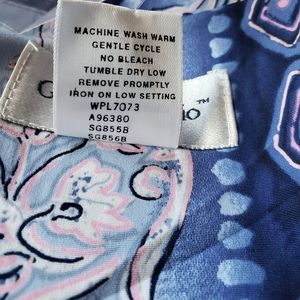 MACHINE WASH WARM
GENTLE CYCLE
NO BLEACH
TUMBLE DRY LOW
REMOVE PROMPTLY
IRON ON LOW SETTING
WPL7073
A96380
SG855B
SG856B
™